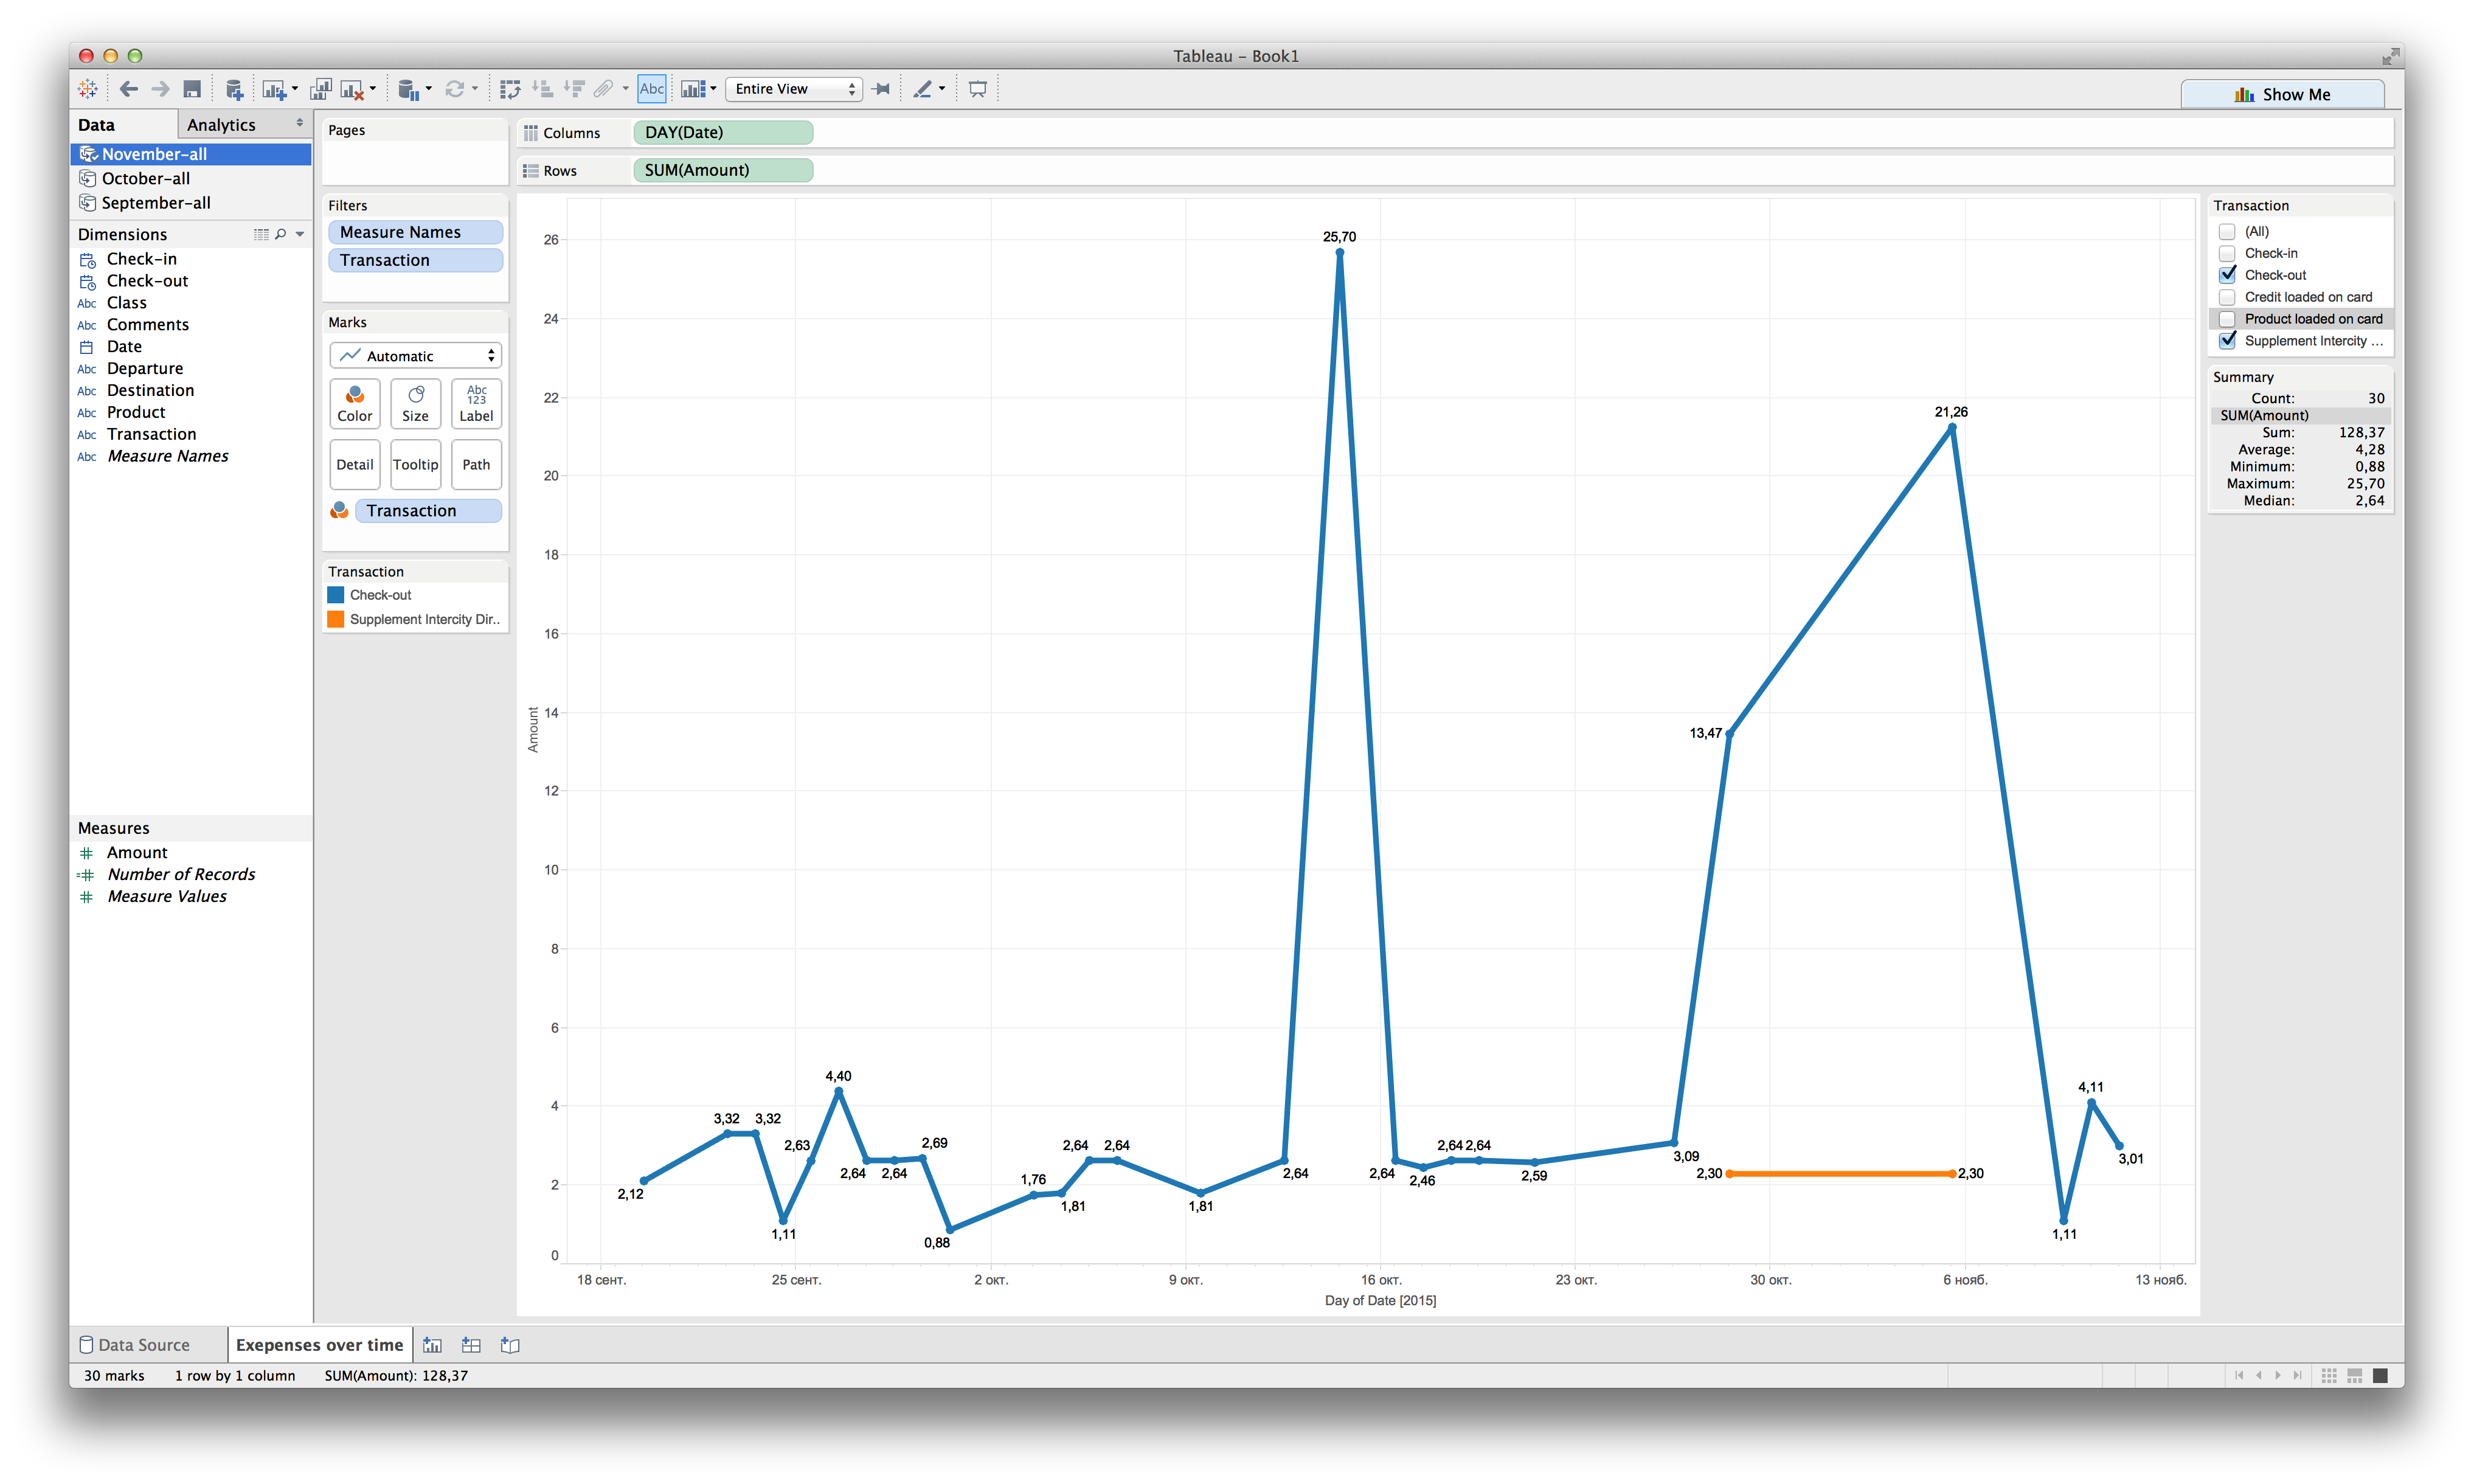 Tableau - Book1
Abc
Entire View
Show Me
Data
Analytics
November-all
October-all
September-all
Dimensions
Check-in
Check-out
Abc Class
Abc Comments
Date
Abc Departure
Abc Destination
Abc Product
Abc Transaction
Abc Measure Names
Measures
# Amount
=# Number of Records
# Measure Values
Pages
Filters
Measure Names
Transaction
Marks
Automatic
Color
Size
Abc
123
Label
Detail
Tooltip
Path
Transaction
Transaction
Check-out
Supplement Intercity Dir..
Columns
DAY(Date)
Rows
SUM(Amount)
26
24
22
20
18
16
14
12
10
8
6
4
2
0
Amount
2,12
3,32
3,32
1,11
2,63
4,40
2,64
2,64
2,69
0,88
1,76
1,81
2,64
2,64
1,81
2,64
25,70
2,64
2,46
2,64
2,64
2,59
3,09
13,47
21,26
1,11
4,11
3,01
2,30
2,30
18 сент.
25 сент.
2 окт.
9 окт.
16 окт.
23 окт.
30 окт.
6 нояб.
13 нояб.
Day of Date [2015]
Transaction
(All)
Check-in
Check-out
Credit loaded on card
Product loaded on card
Supplement Intercity ...
Summary
Count: 30
SUM(Amount)
Sum: 128,37
Average: 4,28
Minimum: 0,88
Maximum: 25,70
Median: 2,64
Data Source
Exepenses over time
30 marks
1 row by 1 column
SUM(Amount): 128,37